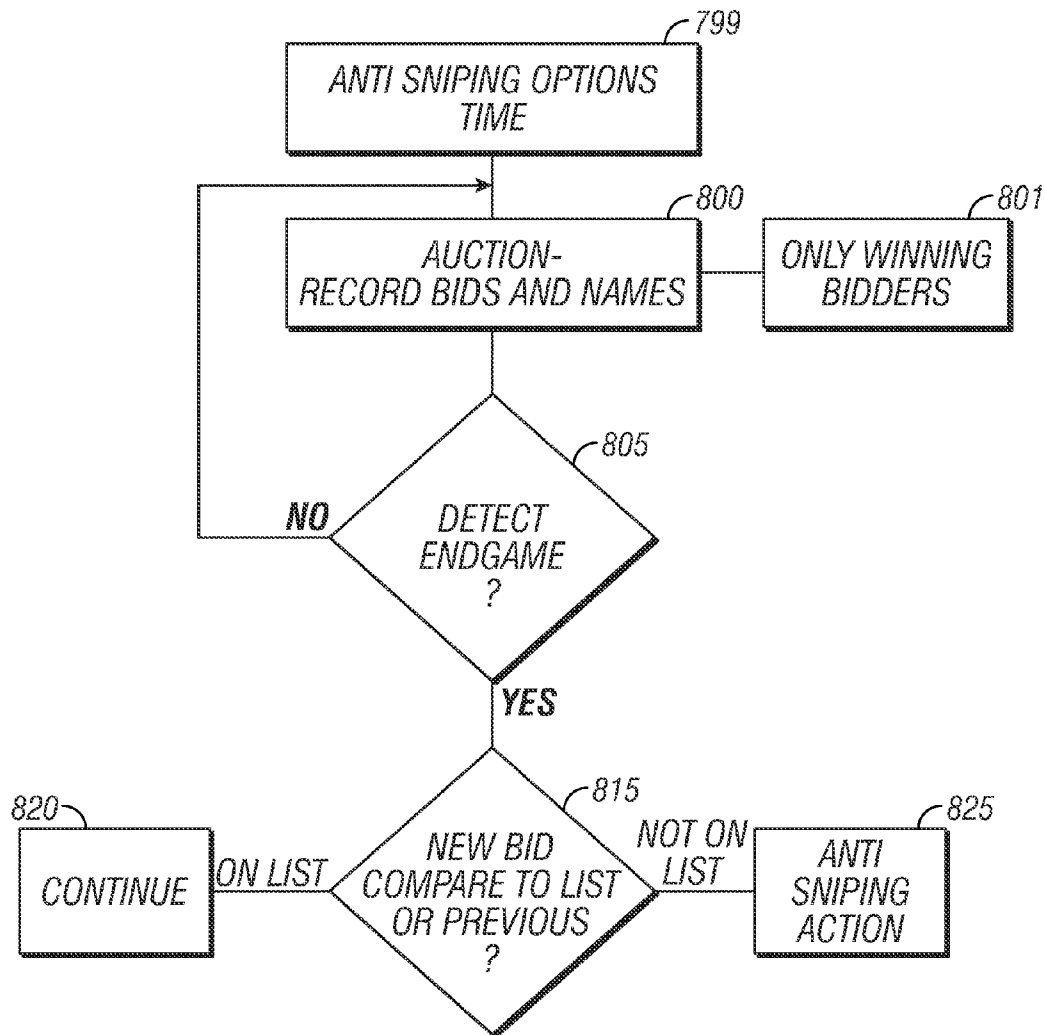 799
ANTI SNIPING OPTIONS
TIME
800
AUCTION-
RECORD BIDS AND NAMES
801
ONLY WINNING
BIDDERS
805
DETECT
ENDGAME
?
NO
YES
815
NEW BID
COMPARE TO LIST
OR PREVIOUS
?
820
CONTINUE
ON LIST
NOT ON
LIST
825
ANTI
SNIPING
ACTION